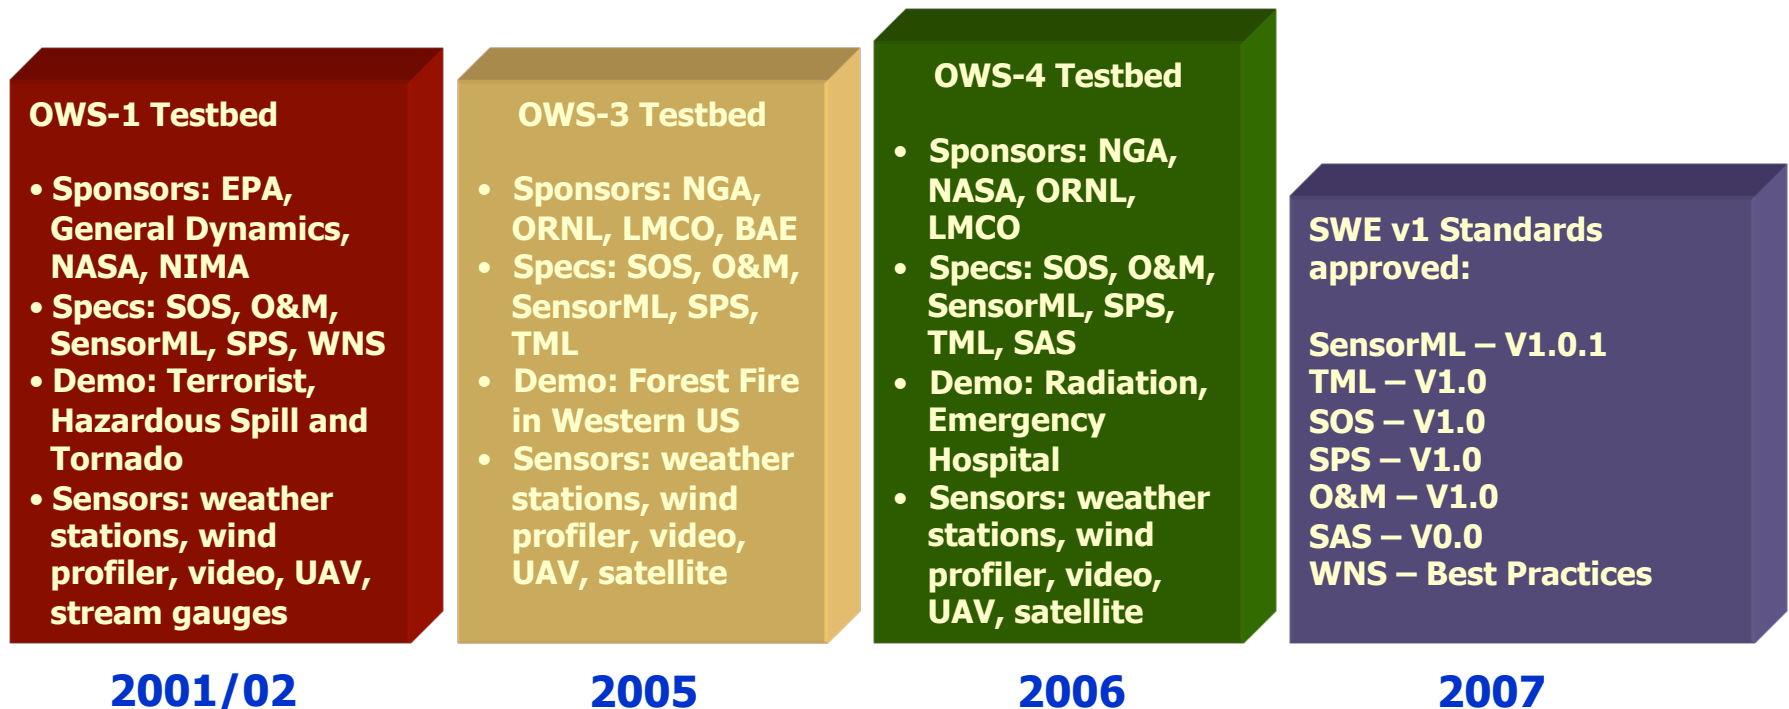 OWS-1 Testbed
• Sponsors: EPA,
General Dynamics,
NASA, NIMA
• Specs: SOS, O&M,
SensorML, SPS, WNS
• Demo: Terrorist,
Hazardous Spill and
Tornado
• Sensors: weather
stations, wind
profiler, video, UAV,
stream gauges
2001/02
OWS-3 Testbed
• Sponsors: NGA,
ORNL, LMCO, BAE
• Specs: SOS, O&M,
SensorML, SPS,
TML
• Demo: Forest Fire
in Western US
• Sensors: weather
stations, wind
profiler, video,
UAV, satellite
2005
OWS-4 Testbed
• Sponsors: NGA,
NASA, ORNL,
LMCO
• Specs: SOS, O&M,
SensorML, SPS,
TML, SAS
• Demo: Radiation,
Emergency
Hospital
• Sensors: weather
stations, wind
profiler, video,
UAV, satellite
2006
SWE v1 Standards
approved:
SensorML – V1.0.1
TML – V1.0
SOS – V1.0
SPS – V1.0
O&M – V1.0
SAS – V0.0
WNS – Best Practices
2007